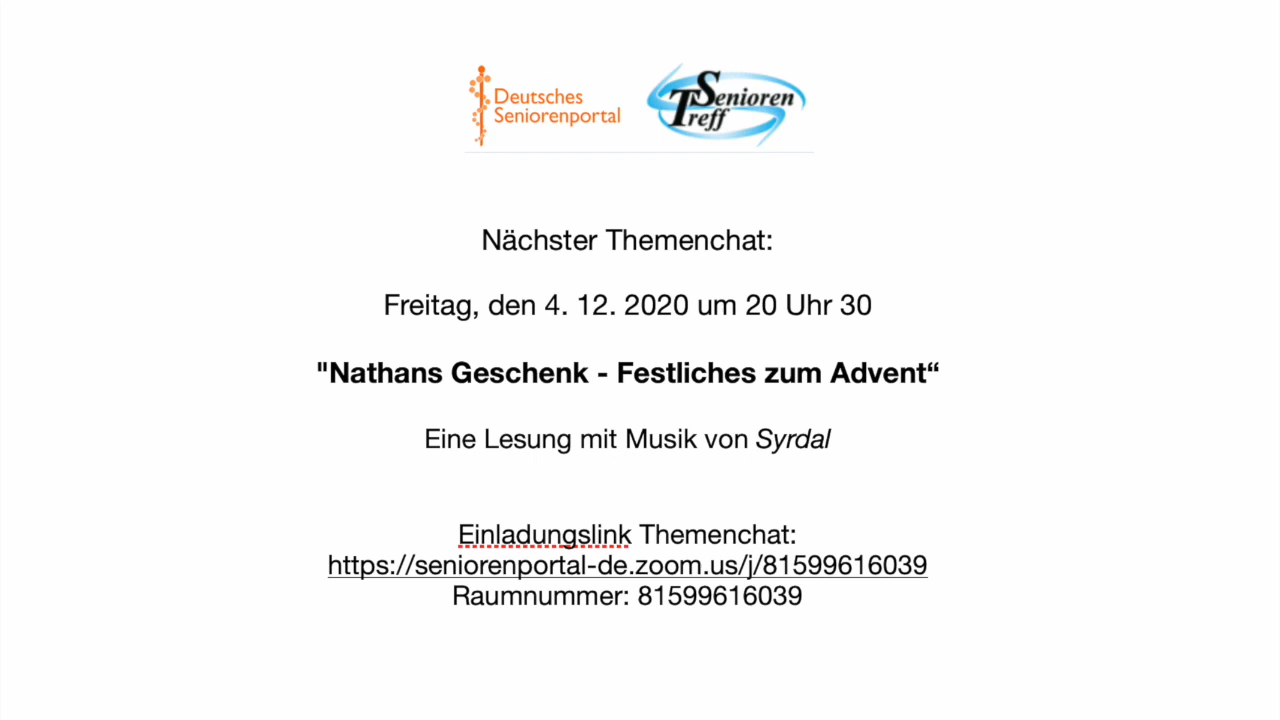 Deutsches
Seniorenportal
Senioren
Treff
Nächster Themenchat:
Freitag, den 4. 12. 2020 um 20 Uhr 30
"Nathans Geschenk - Festliches zum Advent“
Eine Lesung mit Musik von Syrdal
Einladungslink Themenchat:
https://seniorenportal-de.zoom.us/j/81599616039
Raumnummer: 81599616039